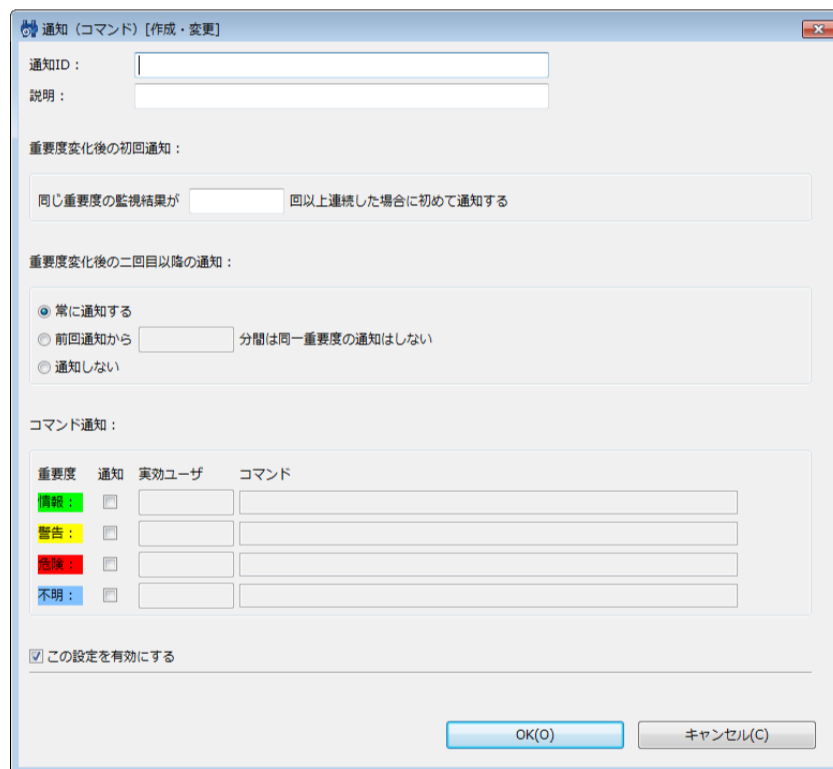 通知（コマンド）[作成・変更]
通知ID：
説明：
重要度変化後の初回通知：
同じ重要度の監視結果が 回以上連続した場合に初めて通知する
重要度変化後の二回目以降の通知：
常に通知する
前回通知から 分間は同一重要度の通知はしない
通知しない
コマンド通知：
重要度 通知 実効ユーザ コマンド
情報：
警告：
危険：
不明：
この設定を有効にする
OK(O) キャンセル(C)